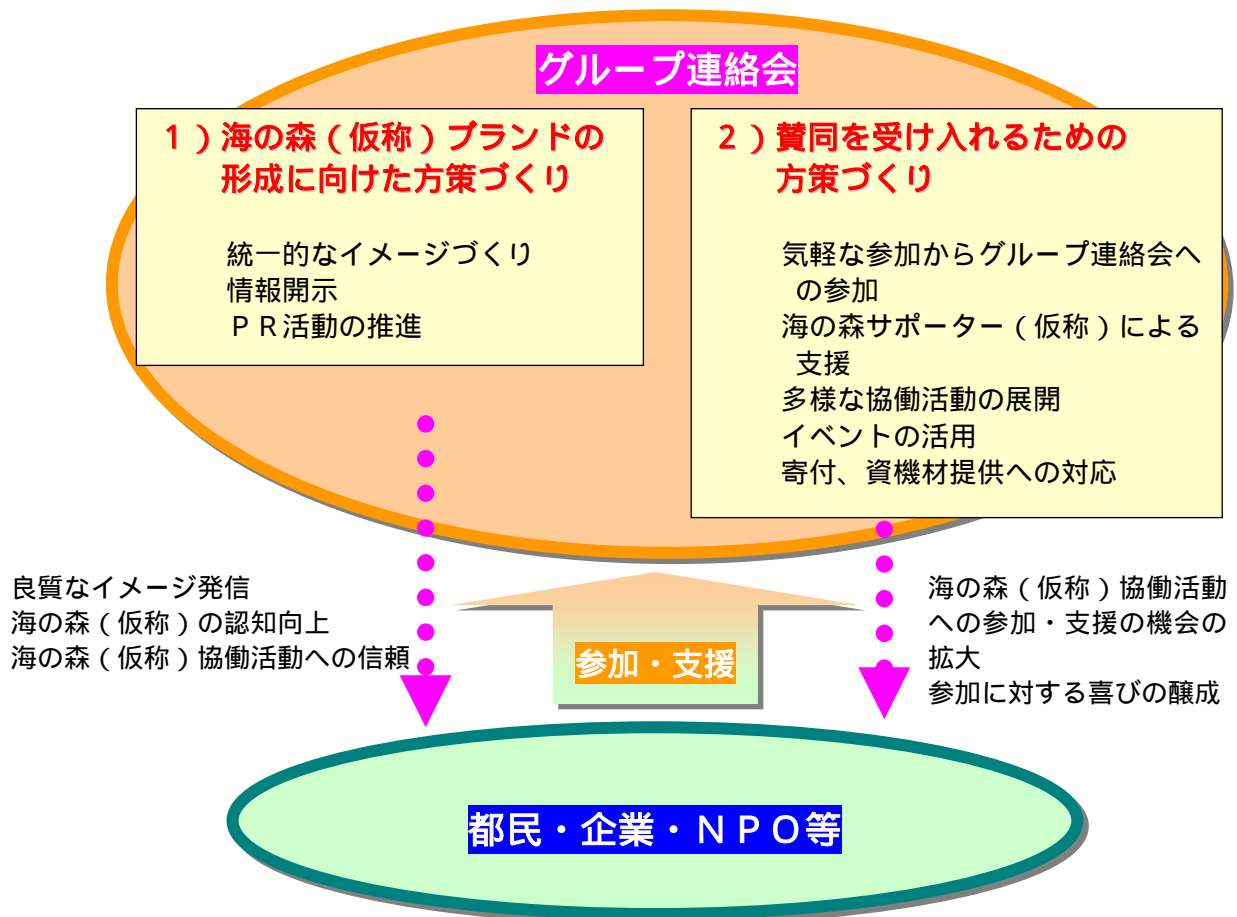 グループ連絡会
１）海の森（仮称）ブランドの
形成に向けた方策づくり
統一的なイメージづくり
情報開示
ＰＲ活動の推進
２）賛同を受け入れるための
方策づくり
気軽な参加からグループ連絡会へ
の参加
海の森サポーター（仮称）による
支援
多様な協働活動の展開
イベントの活用
寄付、資機材提供への対応
良質なイメージ発信
海の森（仮称）の認知向上
海の森（仮称）協働活動への信頼
参加・支援
海の森（仮称）協働活動
への参加・支援の機会の
拡大
参加に対する喜びの醸成
都民・企業・ＮＰＯ等